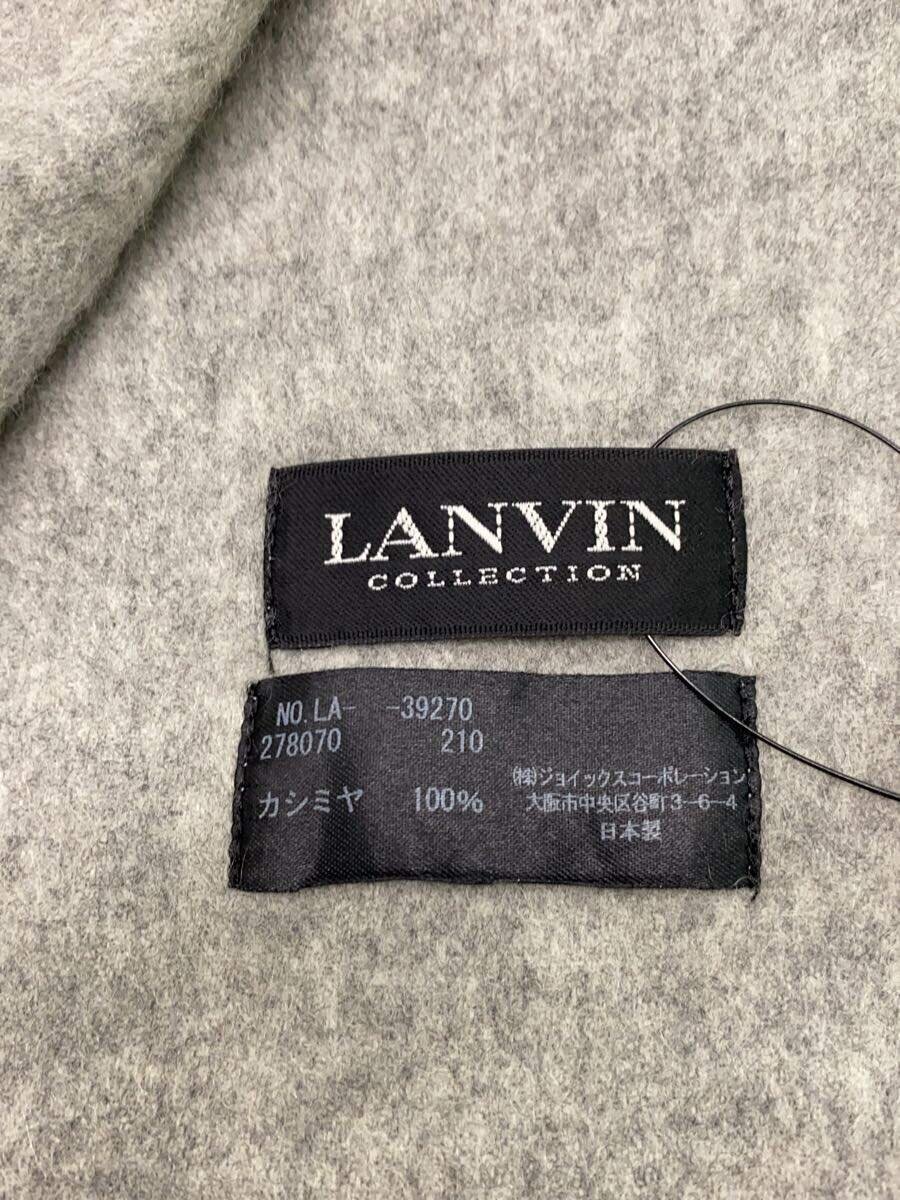 LANVIN
COLLECTION
NO.LA- -39270
278070 210
カシミヤ 100%
(株)ジョイックスコーポレーション
大阪市中央区谷町3-6-4
日本製